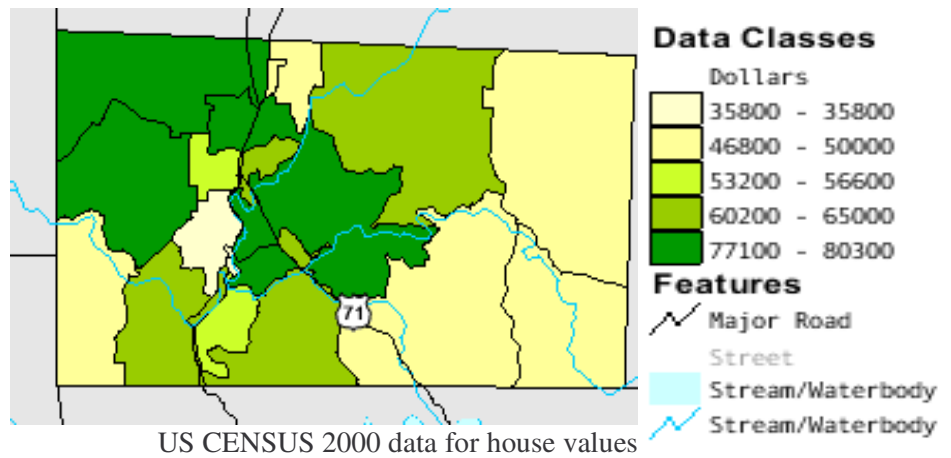 Data Classes
Dollars
35800 - 35800
46800 - 50000
53200 - 56600
60200 - 65000
77100 - 80300
Features
Major Road
Street
Stream/Waterbody
Stream/Waterbody
71
US CENSUS 2000 data for house values